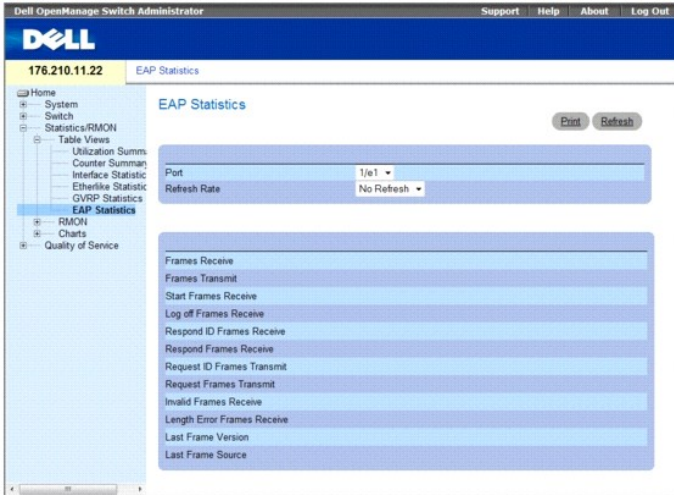 Dell OpenManage Switch Administrator
Support Help About Log Out
DELL
176.210.11.22
EAP Statistics
Home
System
Switch
Statistics/RMON
Table Views
Utilization Summ
Counter Summary
Interface Statistic
Etherlike Statistic
GVRP Statistics
EAP Statistics
RMON
Charts
Quality of Service
EAP Statistics
Print Refresh
Port 1/e1
Refresh Rate No Refresh
Frames Receive
Frames Transmit
Start Frames Receive
Log off Frames Receive
Respond ID Frames Receive
Respond Frames Receive
Request ID Frames Transmit
Request Frames Transmit
Invalid Frames Receive
Length Error Frames Receive
Last Frame Version
Last Frame Source